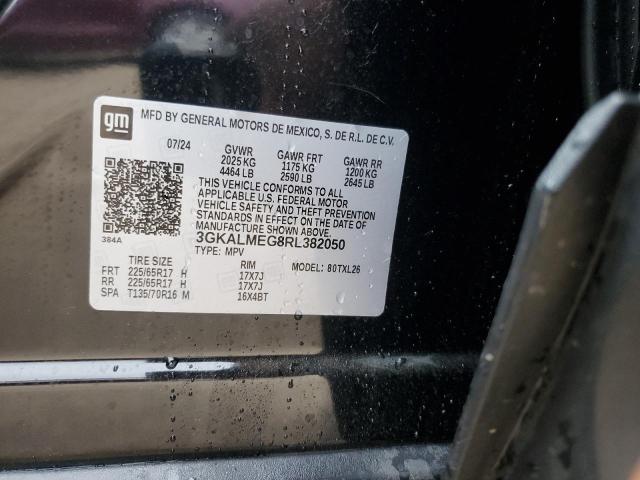 gm
MFD BY GENERAL MOTORS DE MEXICO, S. DE R.L. DE C.V.
07/24 GVWR GAWR FRT GAWR RR
2025 KG 1175 KG 1200 KG
4464 LB 2590 LB 2645 LB
THIS VEHICLE CONFORMS TO ALL
APPLICABLE U.S. FEDERAL MOTOR
VEHICLE SAFETY AND THEFT PREVENTION
STANDARDS IN EFFECT ON THE DATE OF
MANUFACTURE SHOWN ABOVE.
384A 3GKALMEG8RL382050
TYPE: MPV
TIRE SIZE RIM MODEL: 80TXL26
FRT 225/65R17 H 17X7J
RR 225/65R17 H 17X7J
SPA T135/70R16 M 16X4BT